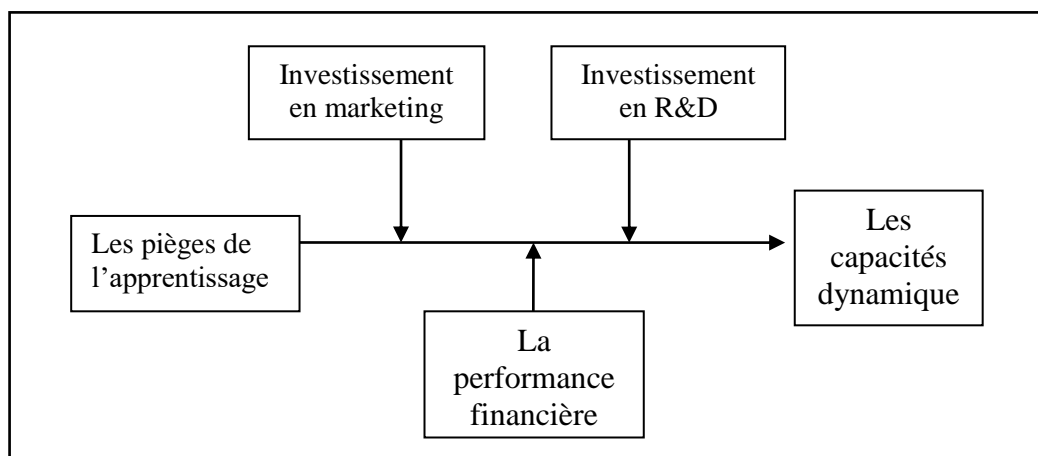 Investissement
en marketing
Investissement
en R&D
Les pièges de
l’apprentissage
Les
capacités
dynamique
La
performance
financière